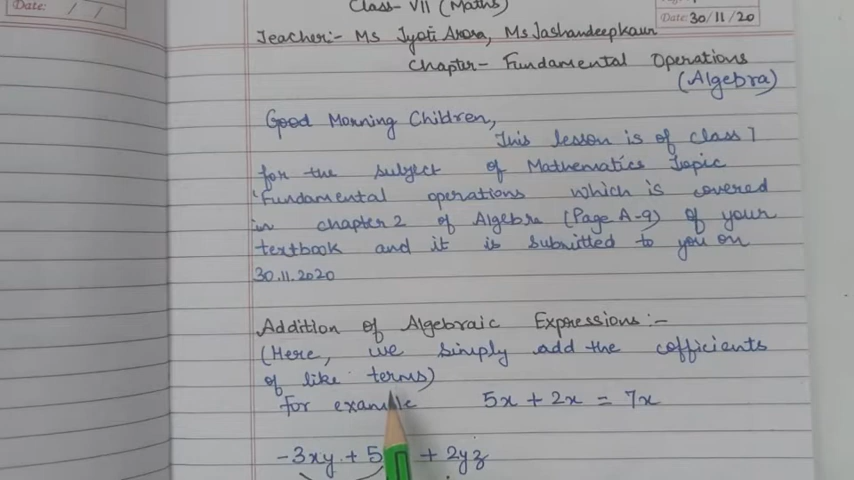 Date: / /
Class- VII (Maths)
Date: 30/11/20
Teacher:- Ms Jyoti Arora, Ms Jashandeepkaur
Chapter- Fundamental Operations
(Algebra)
Good Morning Children,
This lesson is of class 7
for the subject of Mathematics Topic
'Fundamental operations which is covered
in chapter 2 of Algebra (Page A-9) of your
textbook and it is submitted to you on
30.11.2020
Addition of Algebraic Expressions:-
(Here, we simply add the cofficients
of like terms)
for example 5x + 2x = 7x
-3xy + 5 + 2yz